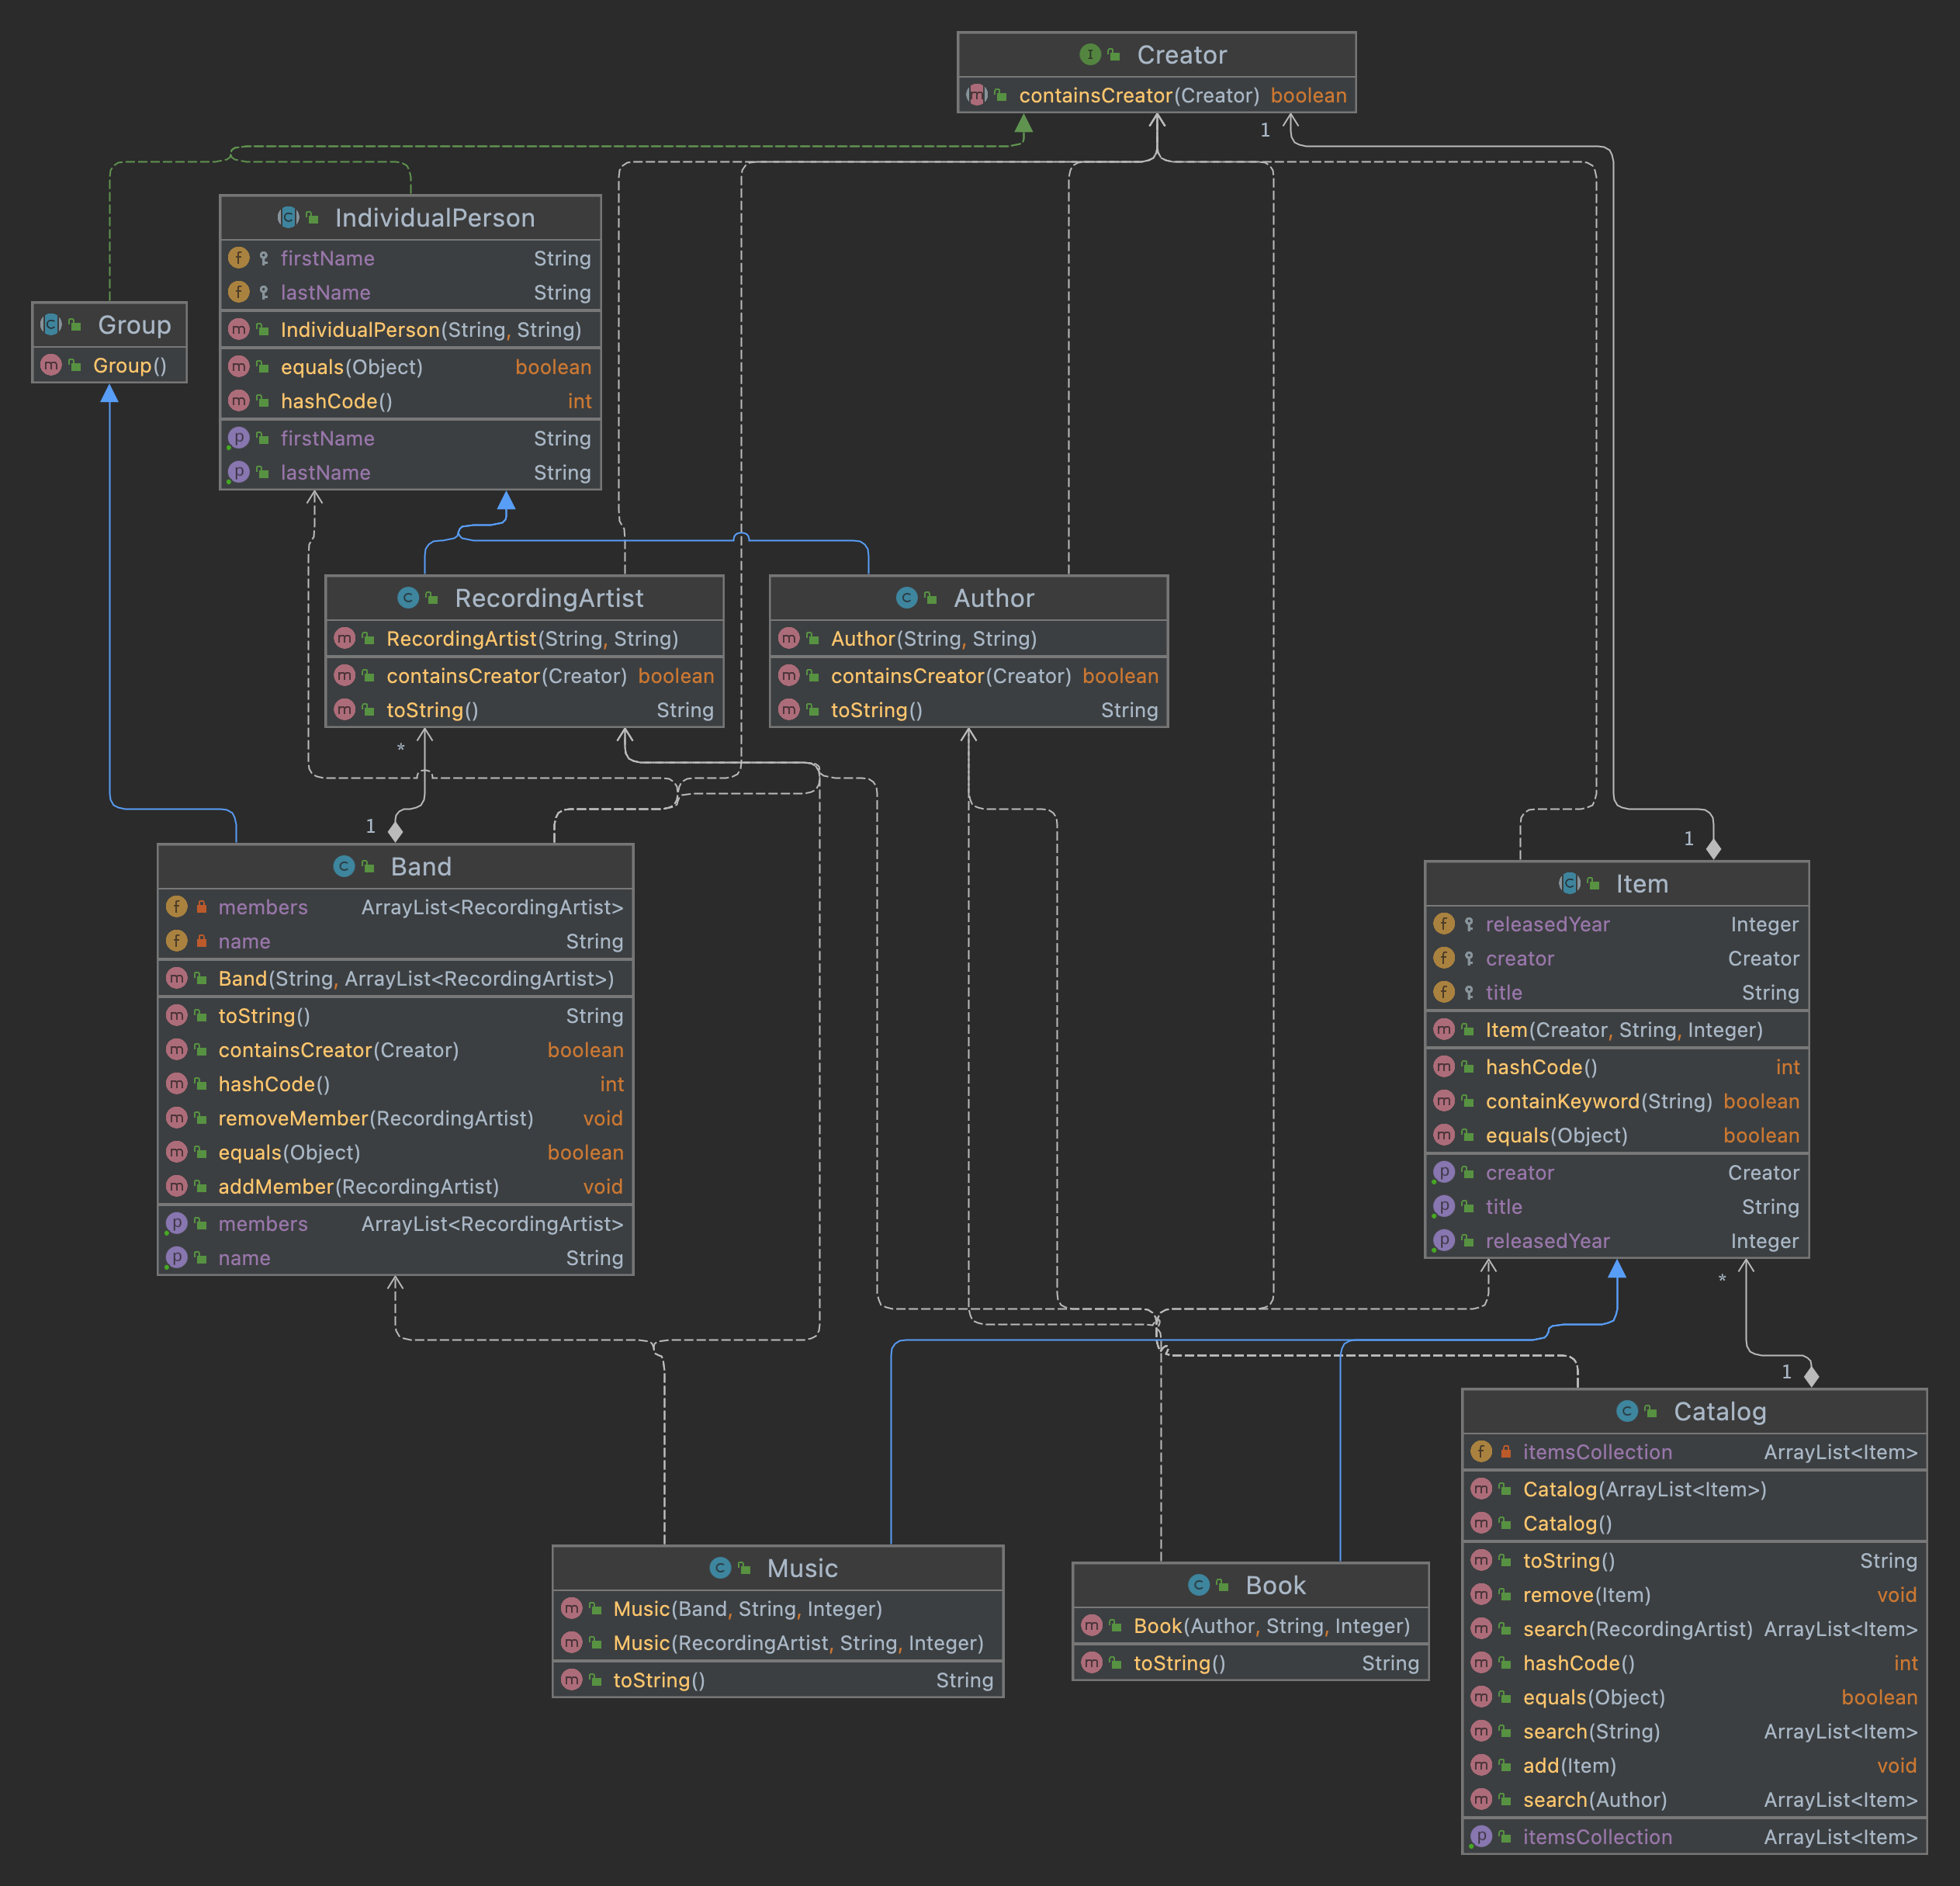 Creator
containsCreator(Creator) boolean
1
IndividualPerson
firstName String
lastName String
IndividualPerson(String, String)
equals(Object) boolean
hashCode() int
firstName String
lastName String
Group
Group()
RecordingArtist
RecordingArtist(String, String)
containsCreator(Creator) boolean
toString() String
Author
Author(String, String)
containsCreator(Creator) boolean
toString() String
*
1
Band
members ArrayList<RecordingArtist>
name String
Band(String, ArrayList<RecordingArtist>)
toString() String
containsCreator(Creator) boolean
hashCode() int
removeMember(RecordingArtist) void
equals(Object) boolean
addMember(RecordingArtist) void
members ArrayList<RecordingArtist>
name String
1
Item
releasedYear Integer
creator Creator
title String
Item(Creator, String, Integer)
hashCode() int
containKeyword(String) boolean
equals(Object) boolean
creator Creator
title String
releasedYear Integer
*
1
Catalog
itemsCollection ArrayList<Item>
Catalog(ArrayList<Item>)
Catalog()
toString() String
remove(Item) void
search(RecordingArtist) ArrayList<Item>
hashCode() int
equals(Object) boolean
search(String) ArrayList<Item>
add(Item) void
search(Author) ArrayList<Item>
itemsCollection ArrayList<Item>
Music
Music(Band, String, Integer)
Music(RecordingArtist, String, Integer)
toString() String
Book
Book(Author, String, Integer)
toString() String